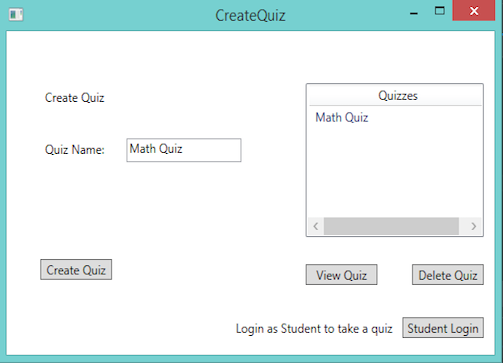 CreateQuiz
Create Quiz
Quiz Name:
Math Quiz
Quizzes
Math Quiz
Create Quiz
View Quiz
Delete Quiz
Login as Student to take a quiz
Student Login